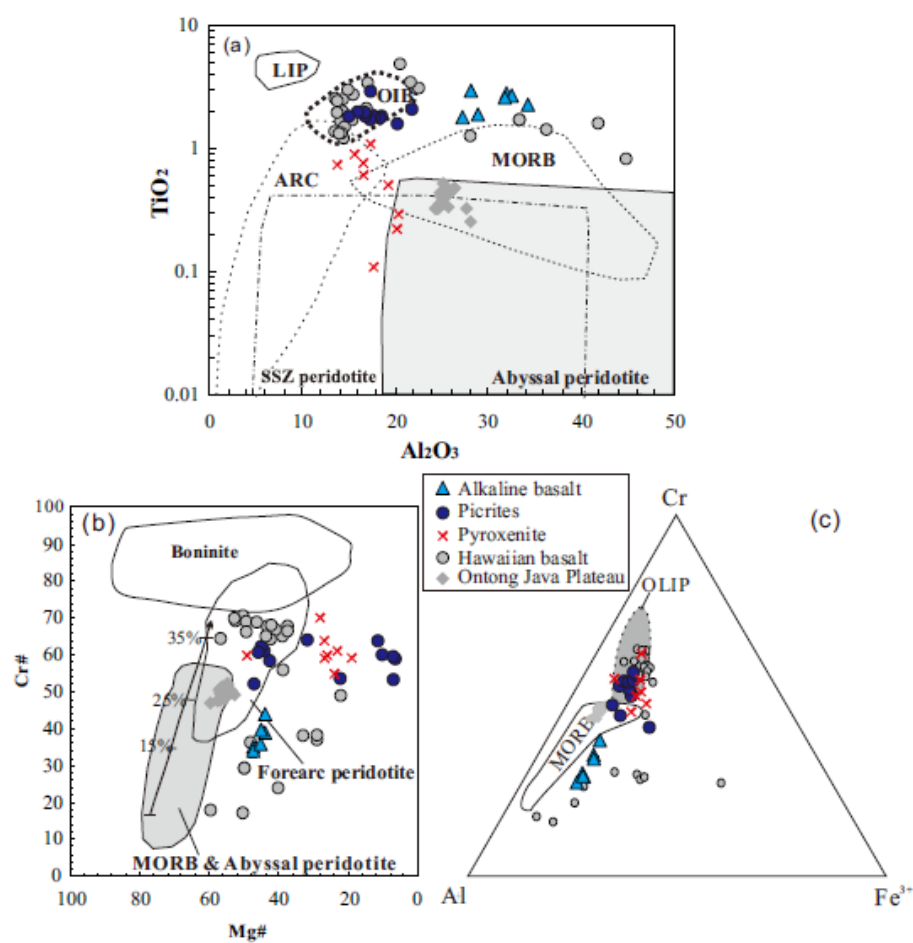 10
(a)
LIP
OIB
1
MORB
ARC
TiO2
0.1
SSZ peridotite
Abyssal peridotite
0.01
0 10 20 30 40 50
Al2O3
Alkaline basalt
Picrites
Pyroxenite
Hawaiian basalt
Ontong Java Plateau
100
(b)
90
Boninite
80
70
35%
60
Cr#
50
25%
40
15%
30
Forearc peridotite
20
10
MORB & Abyssal peridotite
0
100 80 60 40 20 0
Mg#
Cr
(c)
OLIP
MORB
Al
Fe3+